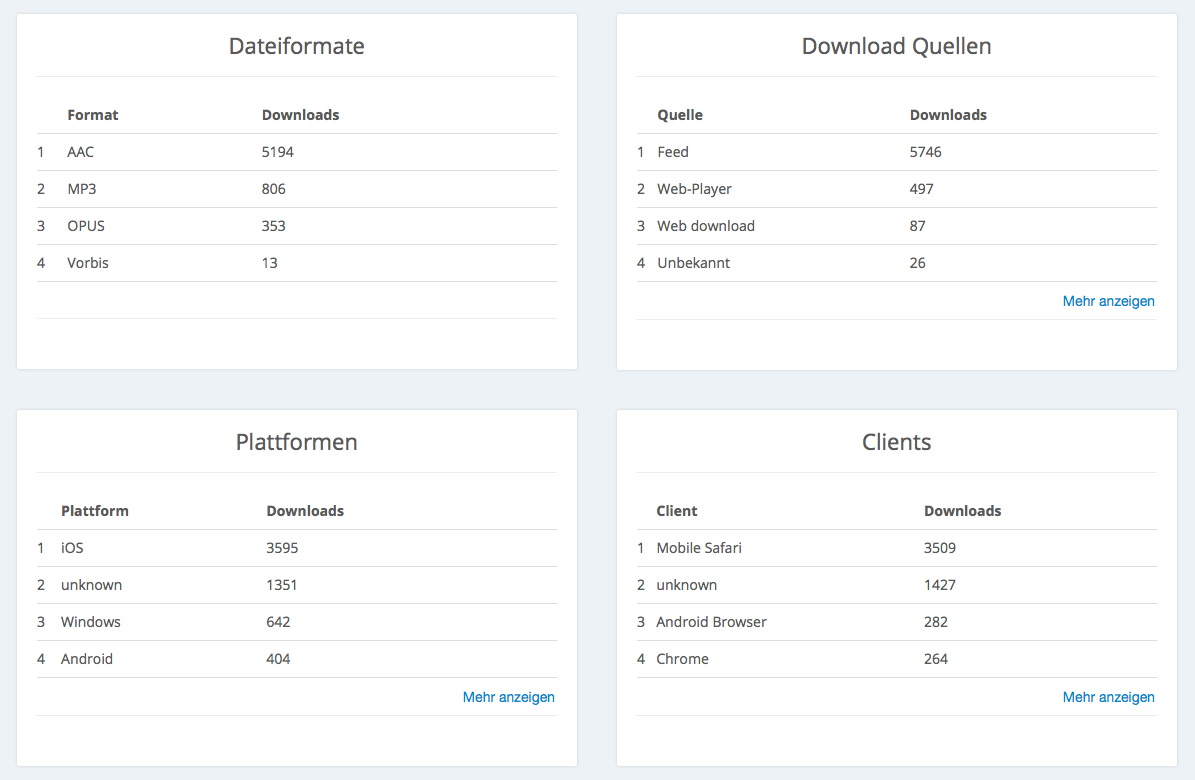 Dateiformate
Format Downloads
1 AAC 5194
2 MP3 806
3 OPUS 353
4 Vorbis 13
Download Quellen
Quelle Downloads
1 Feed 5746
2 Web-Player 497
3 Web download 87
4 Unbekannt 26
Mehr anzeigen
Plattformen
Plattform Downloads
1 iOS 3595
2 unknown 1351
3 Windows 642
4 Android 404
Mehr anzeigen
Clients
Client Downloads
1 Mobile Safari 3509
2 unknown 1427
3 Android Browser 282
4 Chrome 264
Mehr anzeigen